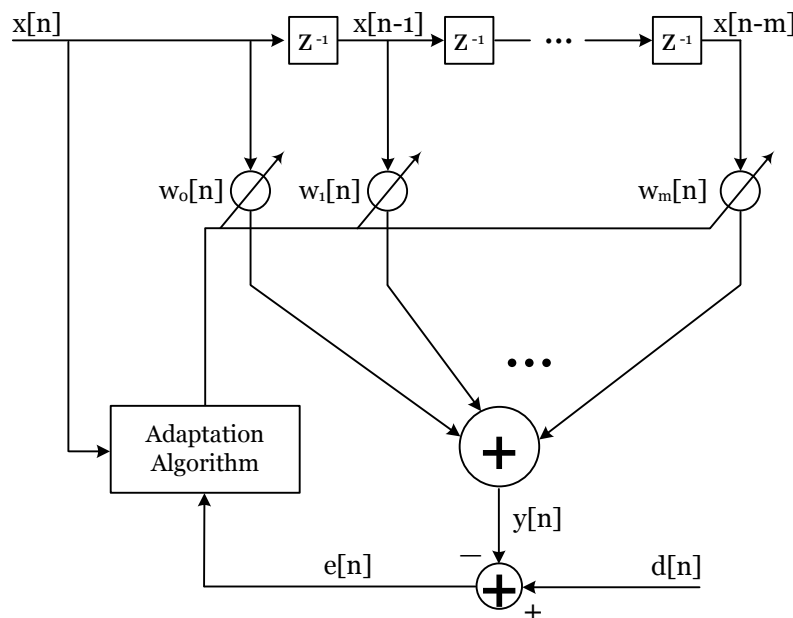 x[n]
z⁻¹
x[n-1]
z⁻¹
...
z⁻¹
x[n-m]
w₀[n]
w₁[n]
wₘ[n]
...
Adaptation
Algorithm
+
y[n]
—
e[n]
+
d[n]
+